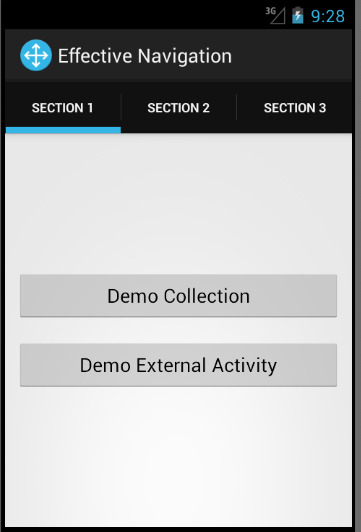 3G 9:28
Effective Navigation
SECTION 1 SECTION 2 SECTION 3
Demo Collection
Demo External Activity